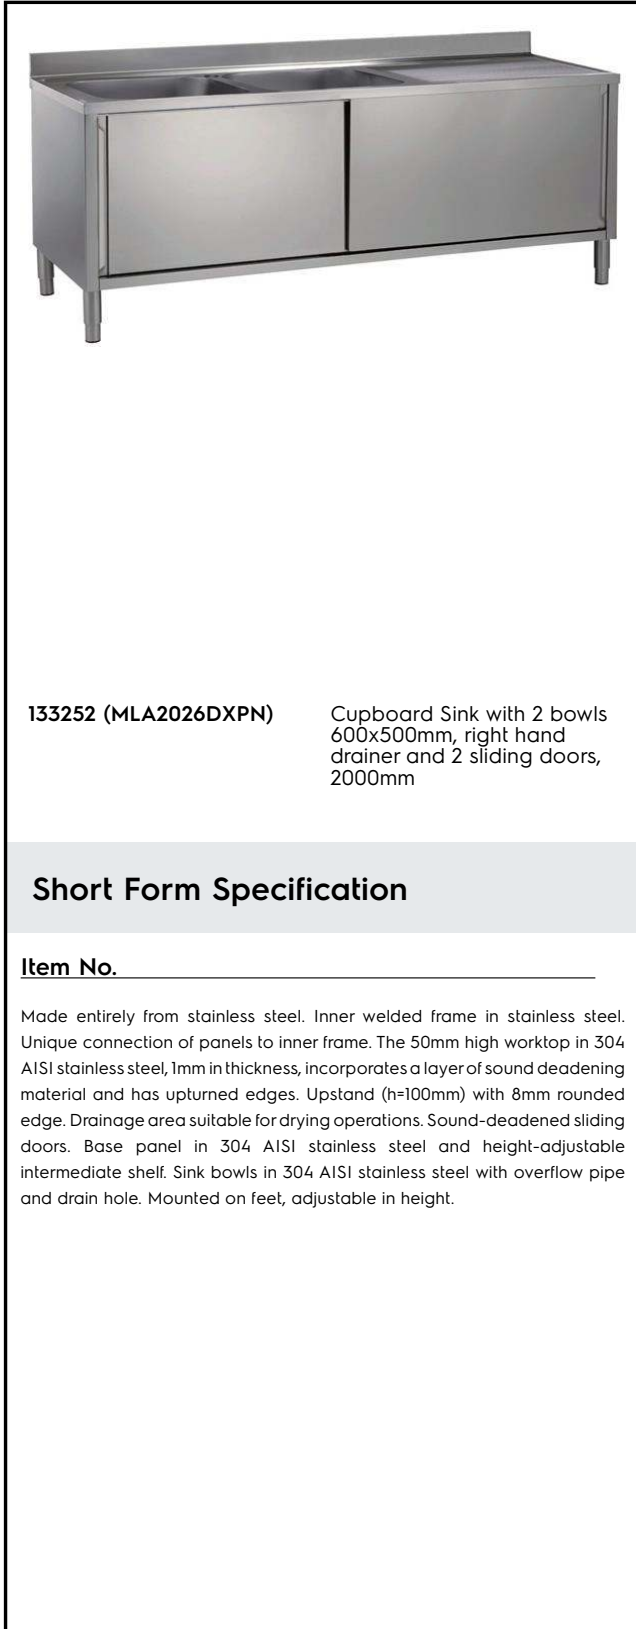 133252 (MLA2026DXPN)
Cupboard Sink with 2 bowls
600x500mm, right hand
drainer and 2 sliding doors,
2000mm
Short Form Specification
Item No.
Made entirely from stainless steel. Inner welded frame in stainless steel.
Unique connection of panels to inner frame. The 50mm high worktop in 304
AISI stainless steel, 1mm in thickness, incorporates a layer of sound deadening
material and has upturned edges. Upstand (h=100mm) with 8mm rounded
edge. Drainage area suitable for drying operations. Sound-deadened sliding
doors. Base panel in 304 AISI stainless steel and height-adjustable
intermediate shelf. Sink bowls in 304 AISI stainless steel with overflow pipe
and drain hole. Mounted on feet, adjustable in height.